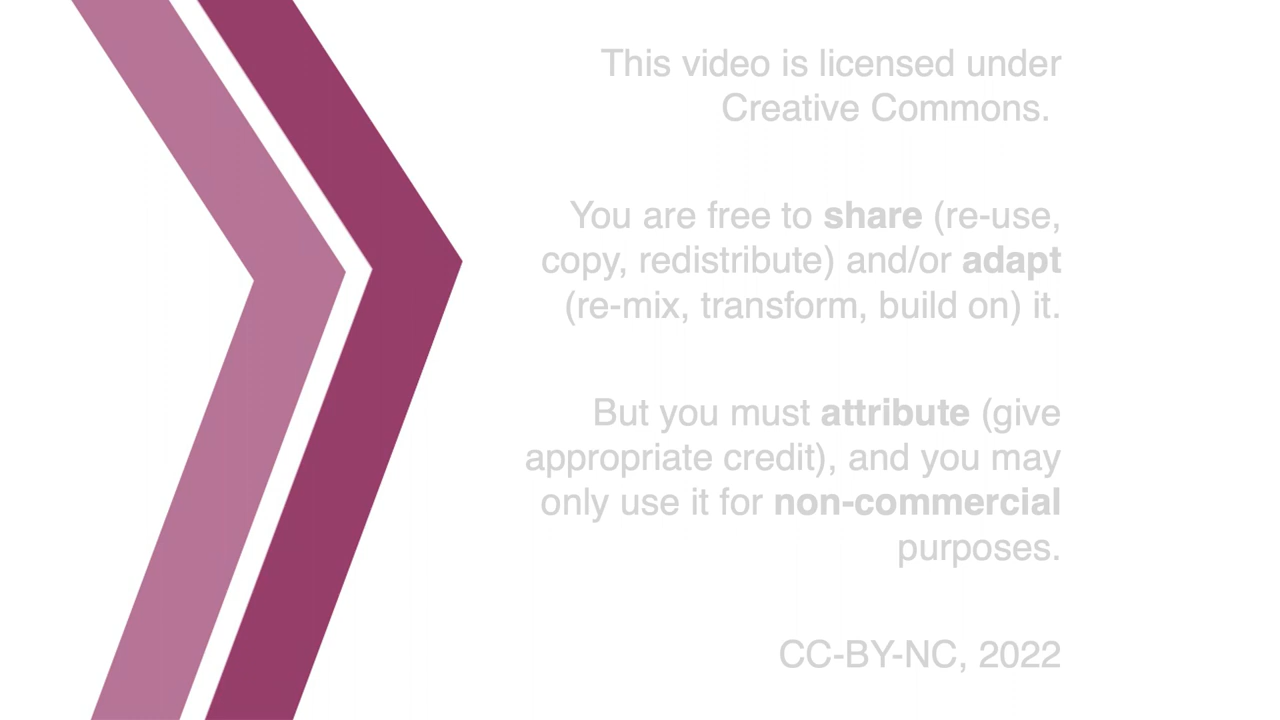 This video is licensed under
Creative Commons.
You are free to share (re-use,
copy, redistribute) and/or adapt
(re-mix, transform, build on) it.
But you must attribute (give
appropriate credit), and you may
only use it for non-commercial
purposes.
CC-BY-NC, 2022